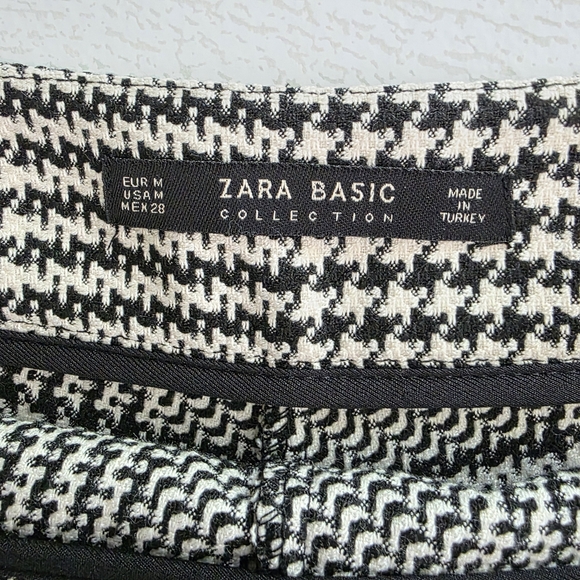 EUR M
USA M
MEX 28
ZARA BASIC
COLLECTION
MADE
IN
TURKEY